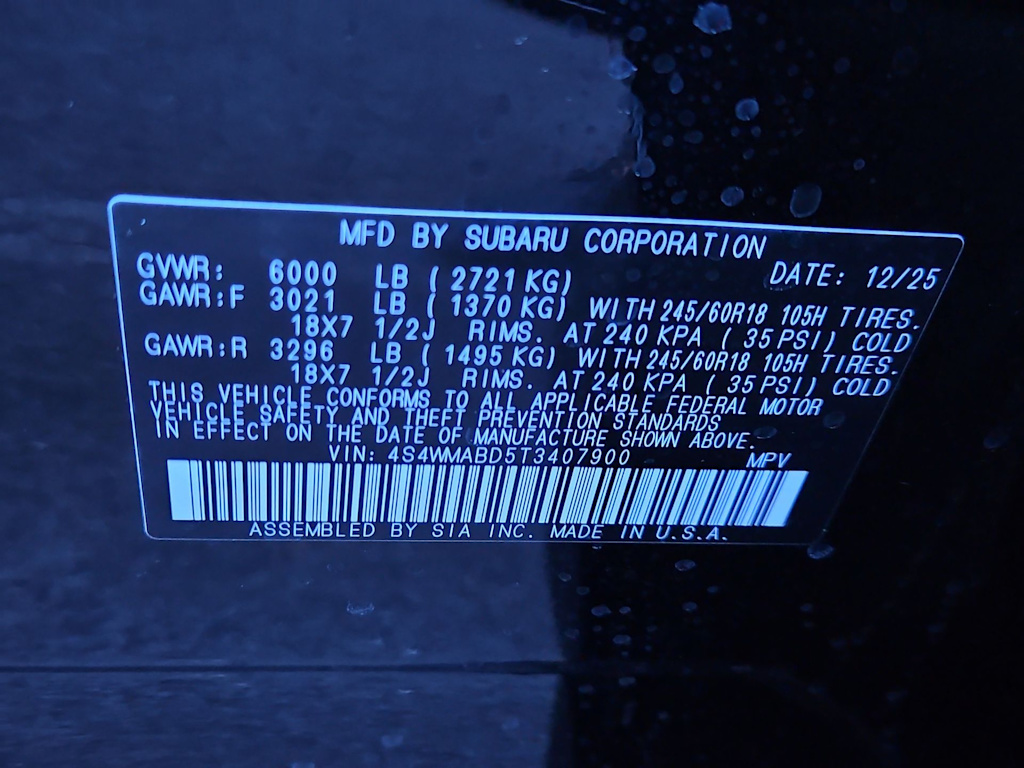 MFD BY SUBARU CORPORATION
GVWR: 6000 LB ( 2721 KG) DATE: 12/25
GAWR:F 3021 LB ( 1370 KG) WITH 245/60R18 105H TIRES.
18X7 1/2J RIMS. AT 240 KPA ( 35 PSI) COLD
GAWR:R 3296 LB ( 1495 KG) WITH 245/60R18 105H TIRES.
18X7 1/2J RIMS. AT 240 KPA ( 35 PSI) COLD
THIS VEHICLE CONFORMS TO ALL APPLICABLE FEDERAL MOTOR
VEHICLE SAFETY AND THEFT PREVENTION STANDARDS
IN EFFECT ON THE DATE OF MANUFACTURE SHOWN ABOVE.
VIN: 4S4WMABD5T3407900 MPV
ASSEMBLED BY SIA INC. MADE IN U.S.A.